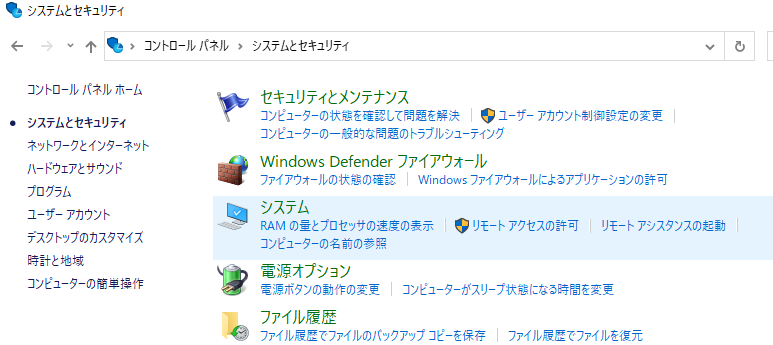 システムとセキュリティ
コントロール パネル > システムとセキュリティ
コントロール パネル ホーム
システムとセキュリティ
ネットワークとインターネット
ハードウェアとサウンド
プログラム
ユーザー アカウント
デスクトップのカスタマイズ
時計と地域
コンピューターの簡単操作
セキュリティとメンテナンス
コンピューターの状態を確認して問題を解決 | ユーザー アカウント制御設定の変更 |
コンピューターの一般的な問題のトラブルシューティング
Windows Defender ファイアウォール
ファイアウォールの状態の確認 | Windows ファイアウォールによるアプリケーションの許可
システム
RAM の量とプロセッサの速度の表示 | リモート アクセスの許可 | リモート アシスタンスの起動 |
コンピューターの名前の参照
電源オプション
電源ボタンの動作の変更 | コンピューターがスリープ状態になる時間を変更
ファイル履歴
ファイル履歴でファイルのバックアップ コピーを保存 | ファイル履歴でファイルを復元